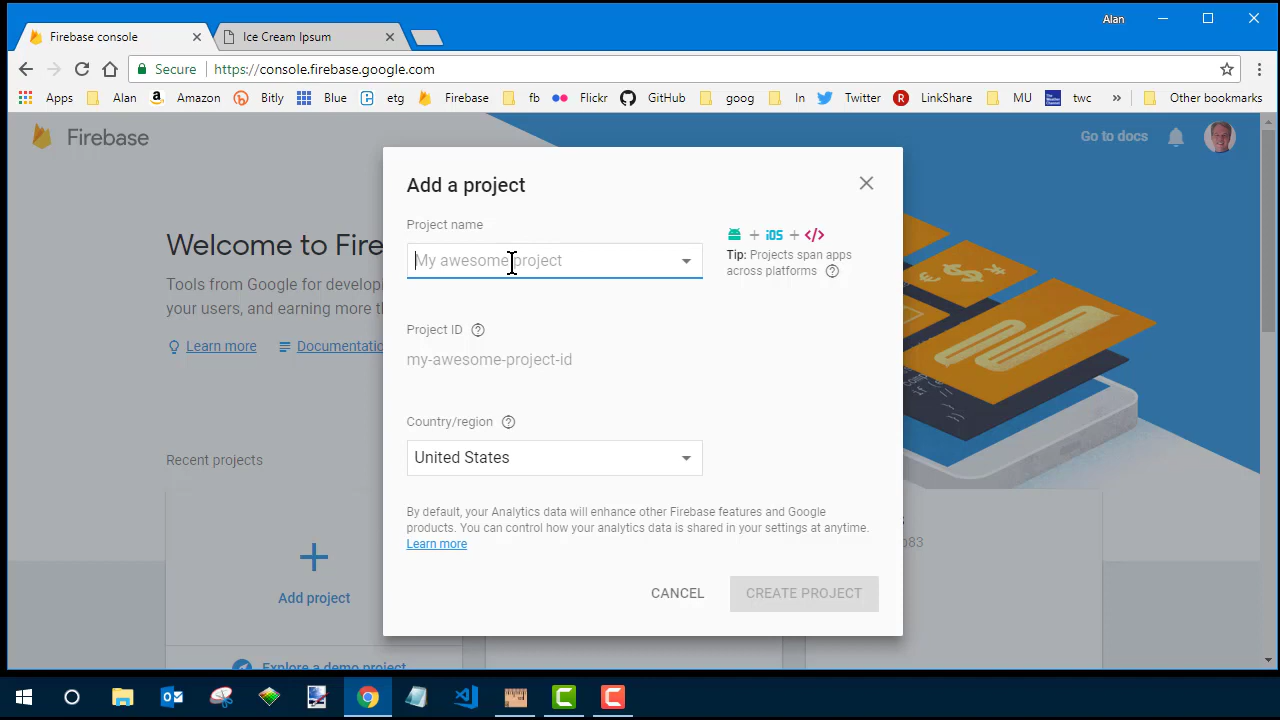 Alan
Firebase console
Ice Cream Ipsum
Secure
https://console.firebase.google.com
Apps
Alan
Amazon
Bitly
Blue
etg
Firebase
fb
Flickr
GitHub
goog
In
Twitter
LinkShare
MU
twc
»
Other bookmarks
Firebase
Go to docs
Welcome to Fire
Tools from Google for develop
your users, and earning more t
Learn more
Documentatio
Recent projects
Add project
Explore a demo project
Add a project
Project name
My awesome project
+ iOS + </>
Tip: Projects span apps
across platforms
Project ID
my-awesome-project-id
Country/region
United States
By default, your Analytics data will enhance other Firebase features and Google
products. You can control how your analytics data is shared in your settings at anytime.
Learn more
CANCEL
CREATE PROJECT